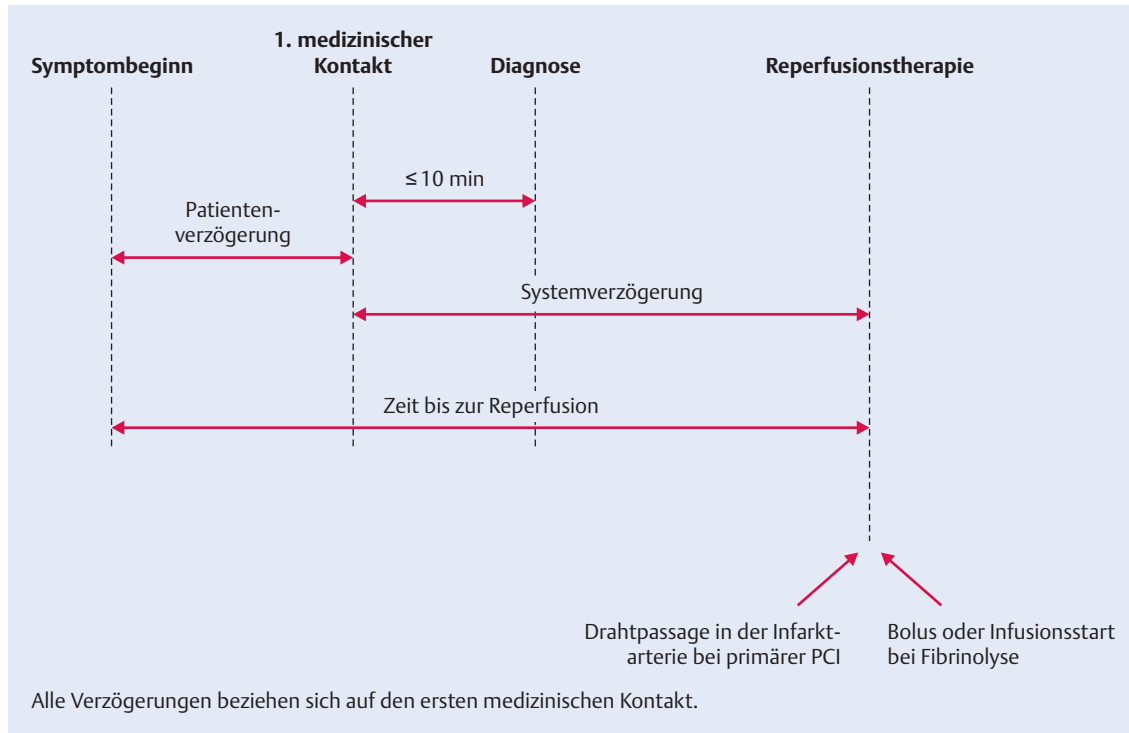 1. medizinischer
Symptombeginn Kontakt Diagnose Reperfusionstherapie
≤ 10 min
Patienten-
verzögerung
Systemverzögerung
Zeit bis zur Reperfusion
Drahtpassage in der Infarkt-
arterie bei primärer PCI
Bolus oder Infusionsstart
bei Fibrinolyse
Alle Verzögerungen beziehen sich auf den ersten medizinischen Kontakt.